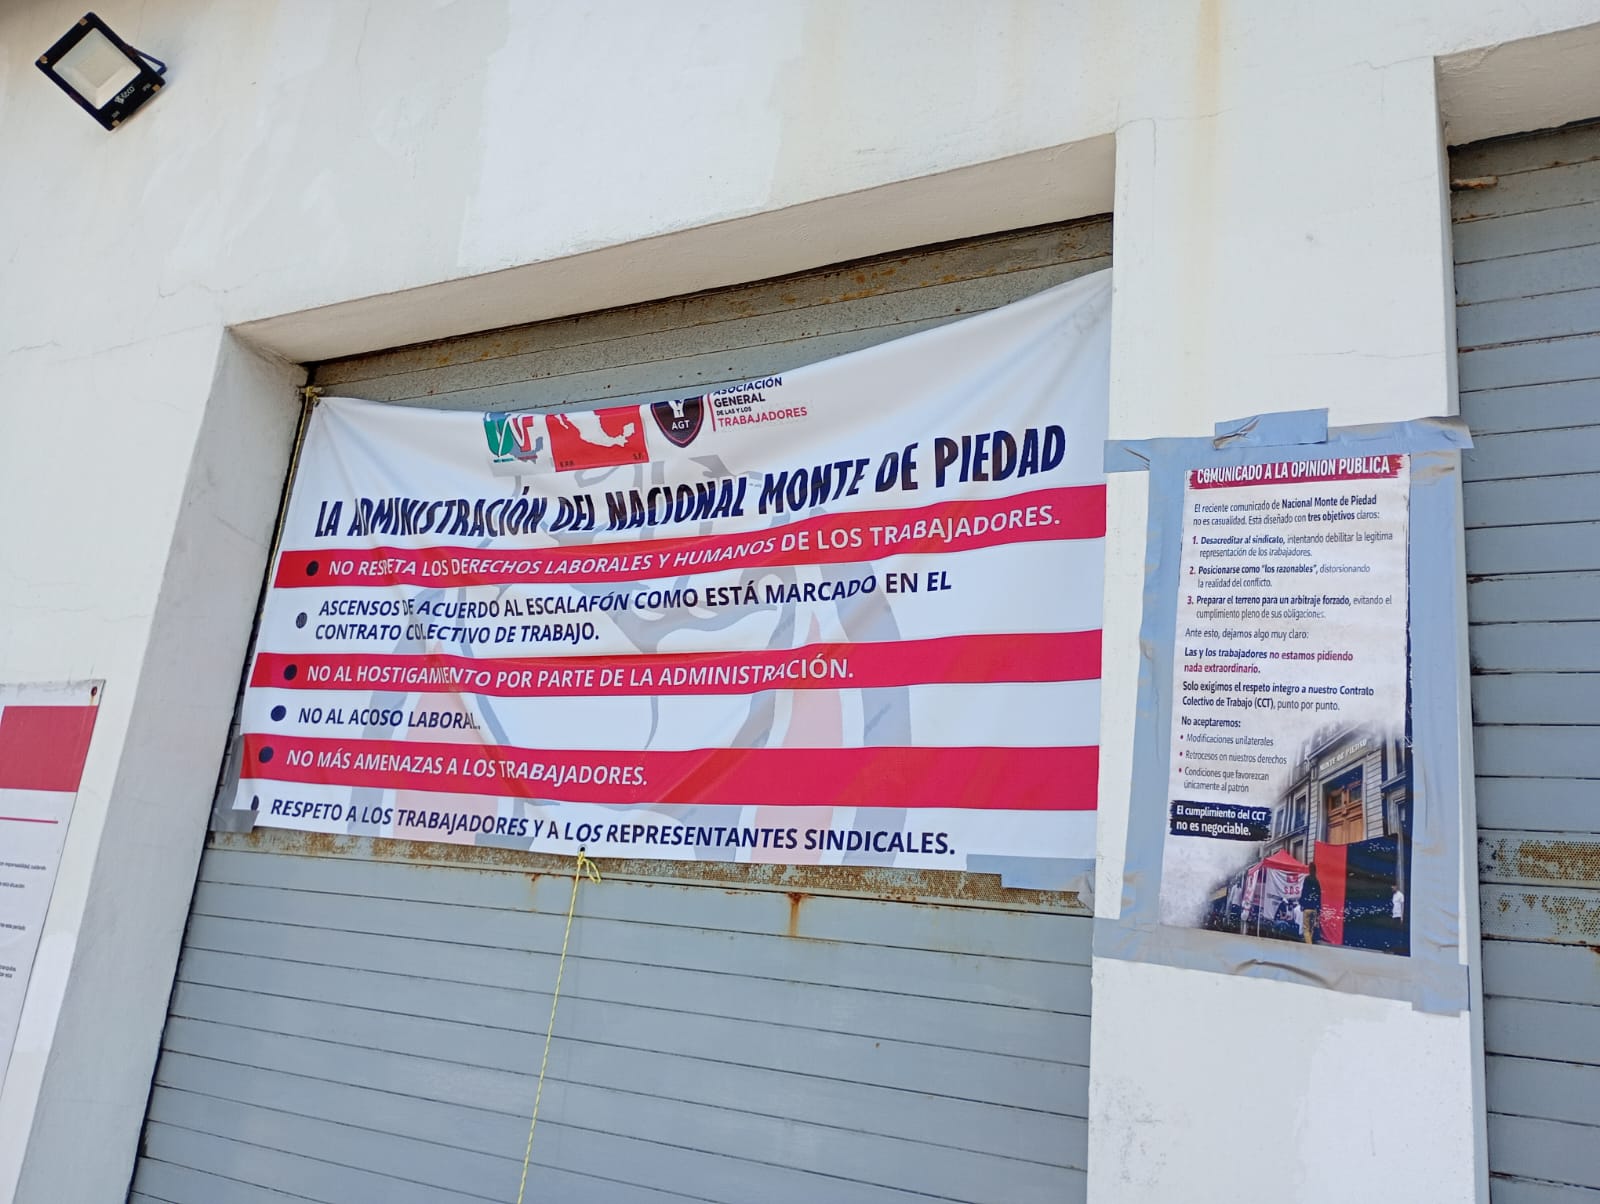 ASOCIACIÓN
GENERAL
DE LAS Y LOS
TRABAJADORES
AGT
LA ADMINISTRACIÓN DEL NACIONAL MONTE DE PIEDAD
NO RESPETA LOS DERECHOS LABORALES Y HUMANOS DE LOS TRABAJADORES.
ASCENSOS DE ACUERDO AL ESCALAFÓN COMO ESTÁ MARCADO EN EL
CONTRATO COLECTIVO DE TRABAJO.
NO AL HOSTIGAMIENTO POR PARTE DE LA ADMINISTRACIÓN.
NO AL ACOSO LABORAL.
NO MÁS AMENAZAS A LOS TRABAJADORES.
RESPETO A LOS TRABAJADORES Y A LOS REPRESENTANTES SINDICALES.
COMUNICADO A LA OPINION PUBLICA
El reciente comunicado de Nacional Monte de Piedad
no es casualidad. Está diseñado con tres objetivos claros:
1. Desacreditar al sindicato, intentando debilitar la legítima
representación de los trabajadores.
2. Posicionarse como "los razonables", distorsionando
la realidad del conflicto.
3. Preparar el terreno para un arbitraje forzado, evitando el
cumplimiento pleno de sus obligaciones.
Ante esto, dejamos algo muy claro:
Las y los trabajadores no estamos pidiendo
nada extraordinario.
Solo exigimos el respeto integro a nuestro Contrato
Colectivo de Trabajo (CCT), punto por punto.
No aceptaremos:
• Modificaciones unilaterales
• Retrocesos en nuestros derechos
• Condiciones que favorezcan
únicamente al patrón
El cumplimiento del CCT
no es negociable.
MONTE DE PIEDAD